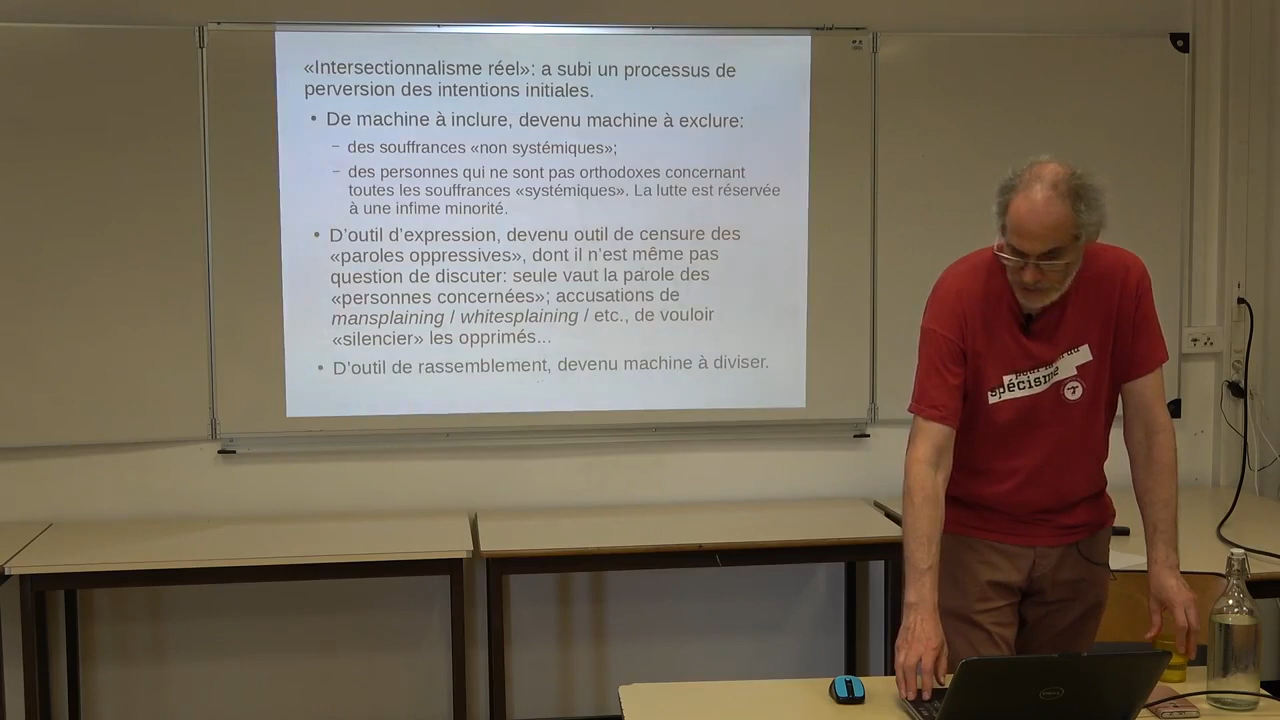 «Intersectionnalisme réel»: a subi un processus de
perversion des intentions initiales.
• De machine à inclure, devenu machine à exclure:
– des souffrances «non systémiques»;
– des personnes qui ne sont pas orthodoxes concernant
toutes les souffrances «systémiques». La lutte est réservée
à une infime minorité.
• D'outil d'expression, devenu outil de censure des
«paroles oppressives», dont il n'est même pas
question de discuter: seule vaut la parole des
«personnes concernées»; accusations de
mansplaining / whitesplaining / etc., de vouloir
«silencier» les opprimés...
• D'outil de rassemblement, devenu machine à diviser.
pour la
spécisme
DELL